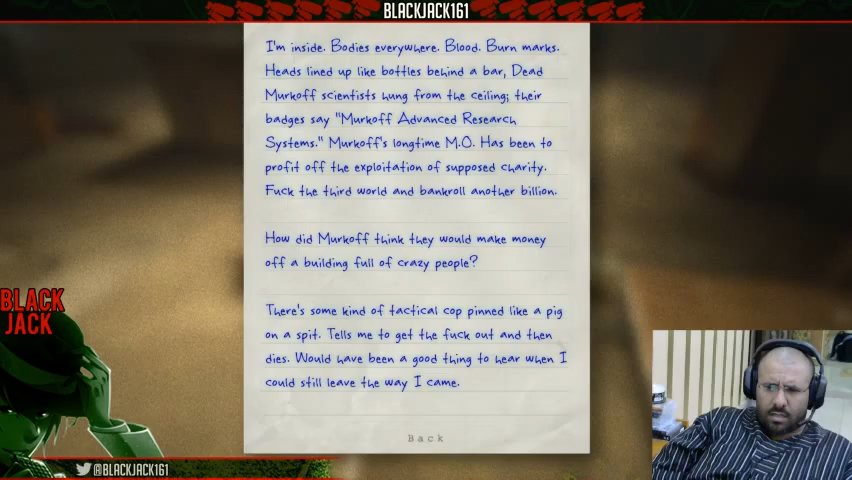 BLACKJACK161
I'm inside. Bodies everywhere. Blood. Burn marks.
Heads lined up like bottles behind a bar, Dead
Murkoff scientists hung from the ceiling; their
badges say "Murkoff Advanced Research
Systems." Murkoff's longtime M.O. Has been to
profit off the exploitation of supposed charity.
Fuck the third world and bankroll another billion.
How did Murkoff think they would make money
off a building full of crazy people?
There's some kind of tactical cop pinned like a pig
on a spit. Tells me to get the fuck out and then
dies. Would have been a good thing to hear when I
could still leave the way I came.
Back
BLACK
JACK
@BLACKJACK161